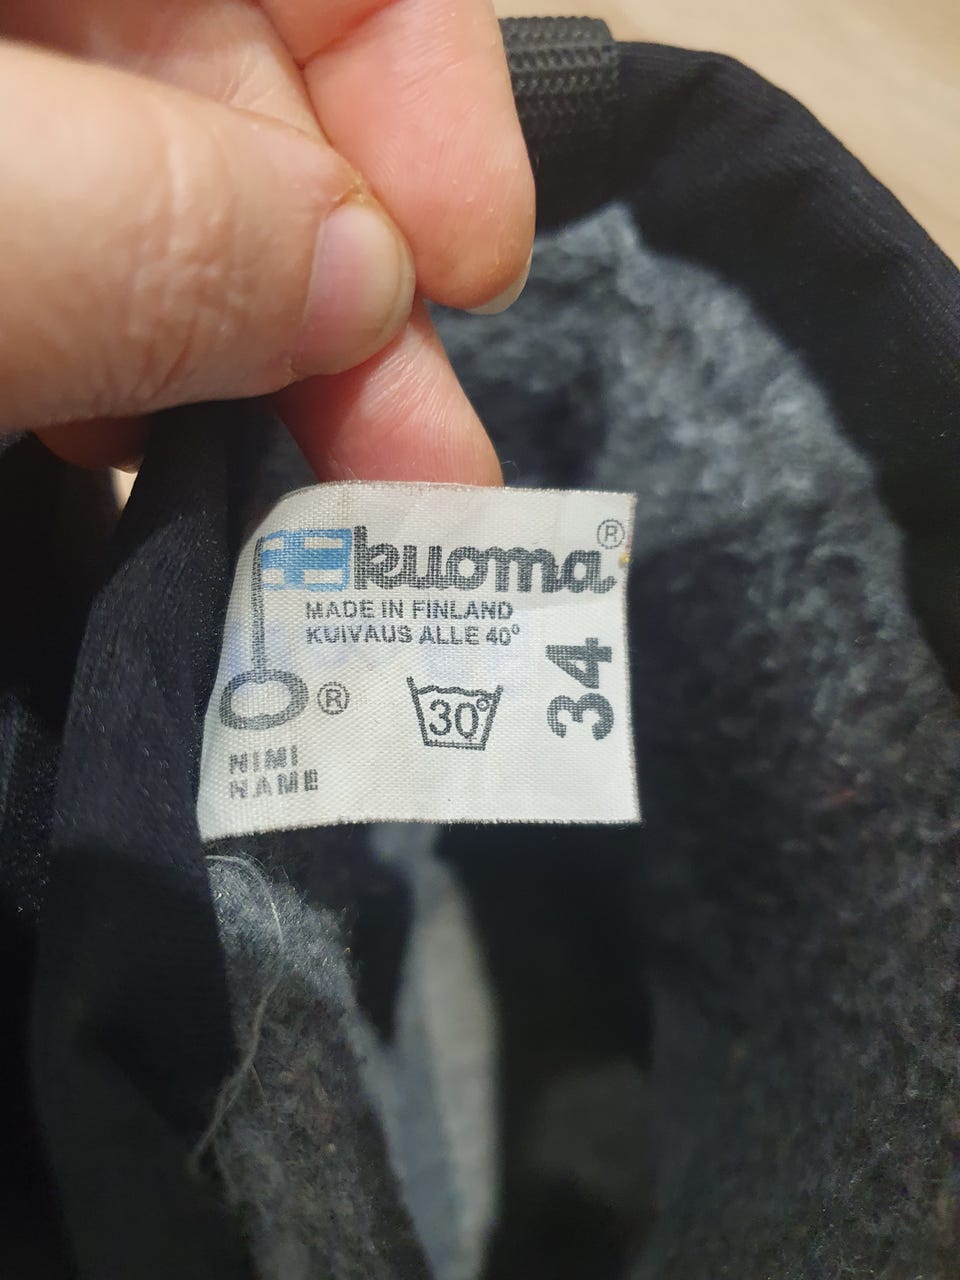 kuoma®
MADE IN FINLAND
KUIVAUS ALLE 40°
®
30°
34
NIMI
NAME